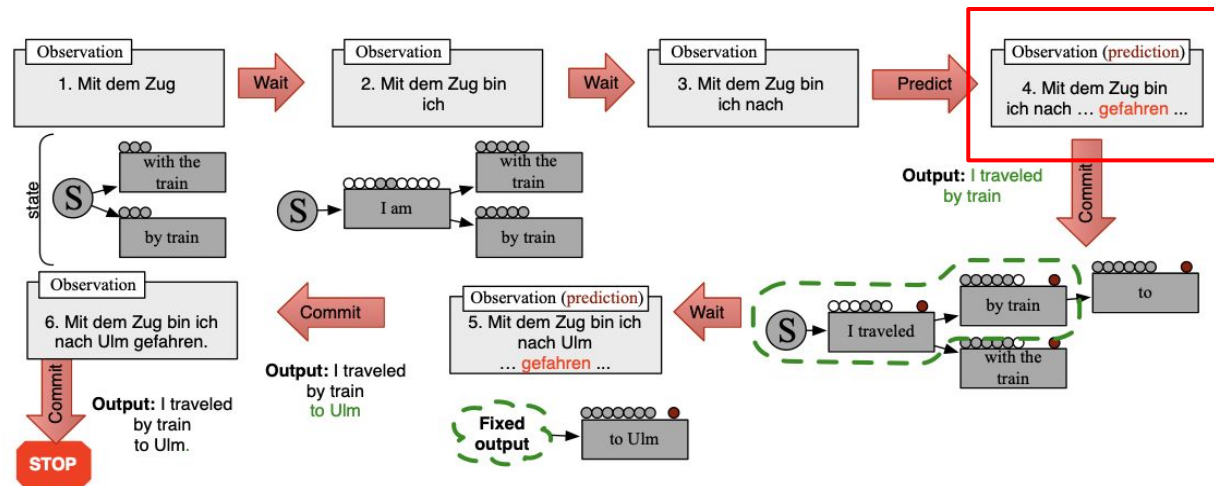 Observation
1. Mit dem Zug
Wait
Observation
2. Mit dem Zug bin
ich
Wait
Observation
3. Mit dem Zug bin
ich nach
Predict
Observation (prediction)
4. Mit dem Zug bin
ich nach ... gefahren ...
state
S
with the
train
by train
S
I am
with the
train
by train
Output: I traveled
by train
Commit
S
I traveled
by train
with the
train
to
Wait
Observation (prediction)
5. Mit dem Zug bin ich
nach Ulm
... gefahren ...
Fixed
output
to Ulm
Commit
Output: I traveled
by train
to Ulm
Observation
6. Mit dem Zug bin ich
nach Ulm gefahren.
Commit
Output: I traveled
by train
to Ulm.
STOP